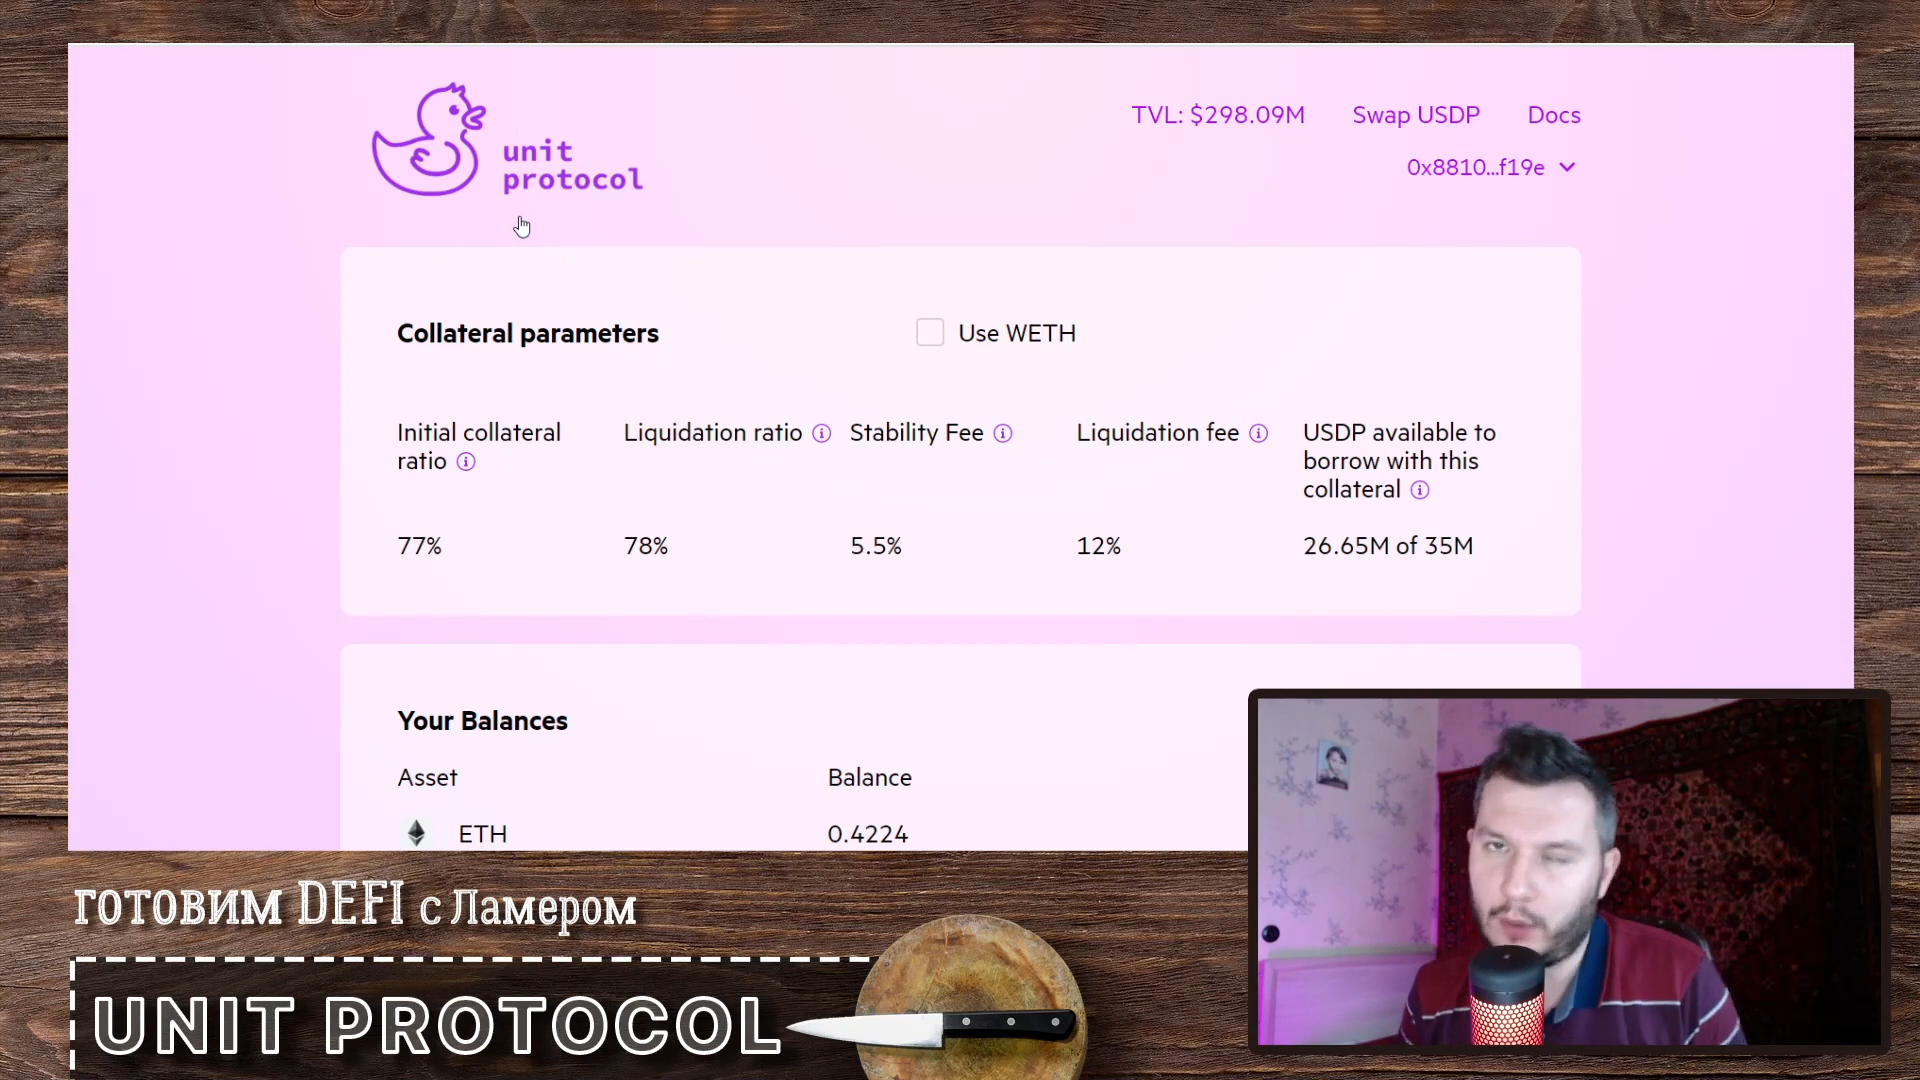 unit
protocol
TVL: $298.09M Swap USDP Docs
0x8810...f19e
Collateral parameters
Use WETH
Initial collateral
ratio
Liquidation ratio
Stability Fee
Liquidation fee
USDP available to
borrow with this
collateral
77% 78% 5.5% 12% 26.65M of 35M
Your Balances
Asset Balance
ETH 0.4224
готовим DEFI с Ламером
UNIT PROTOCOL